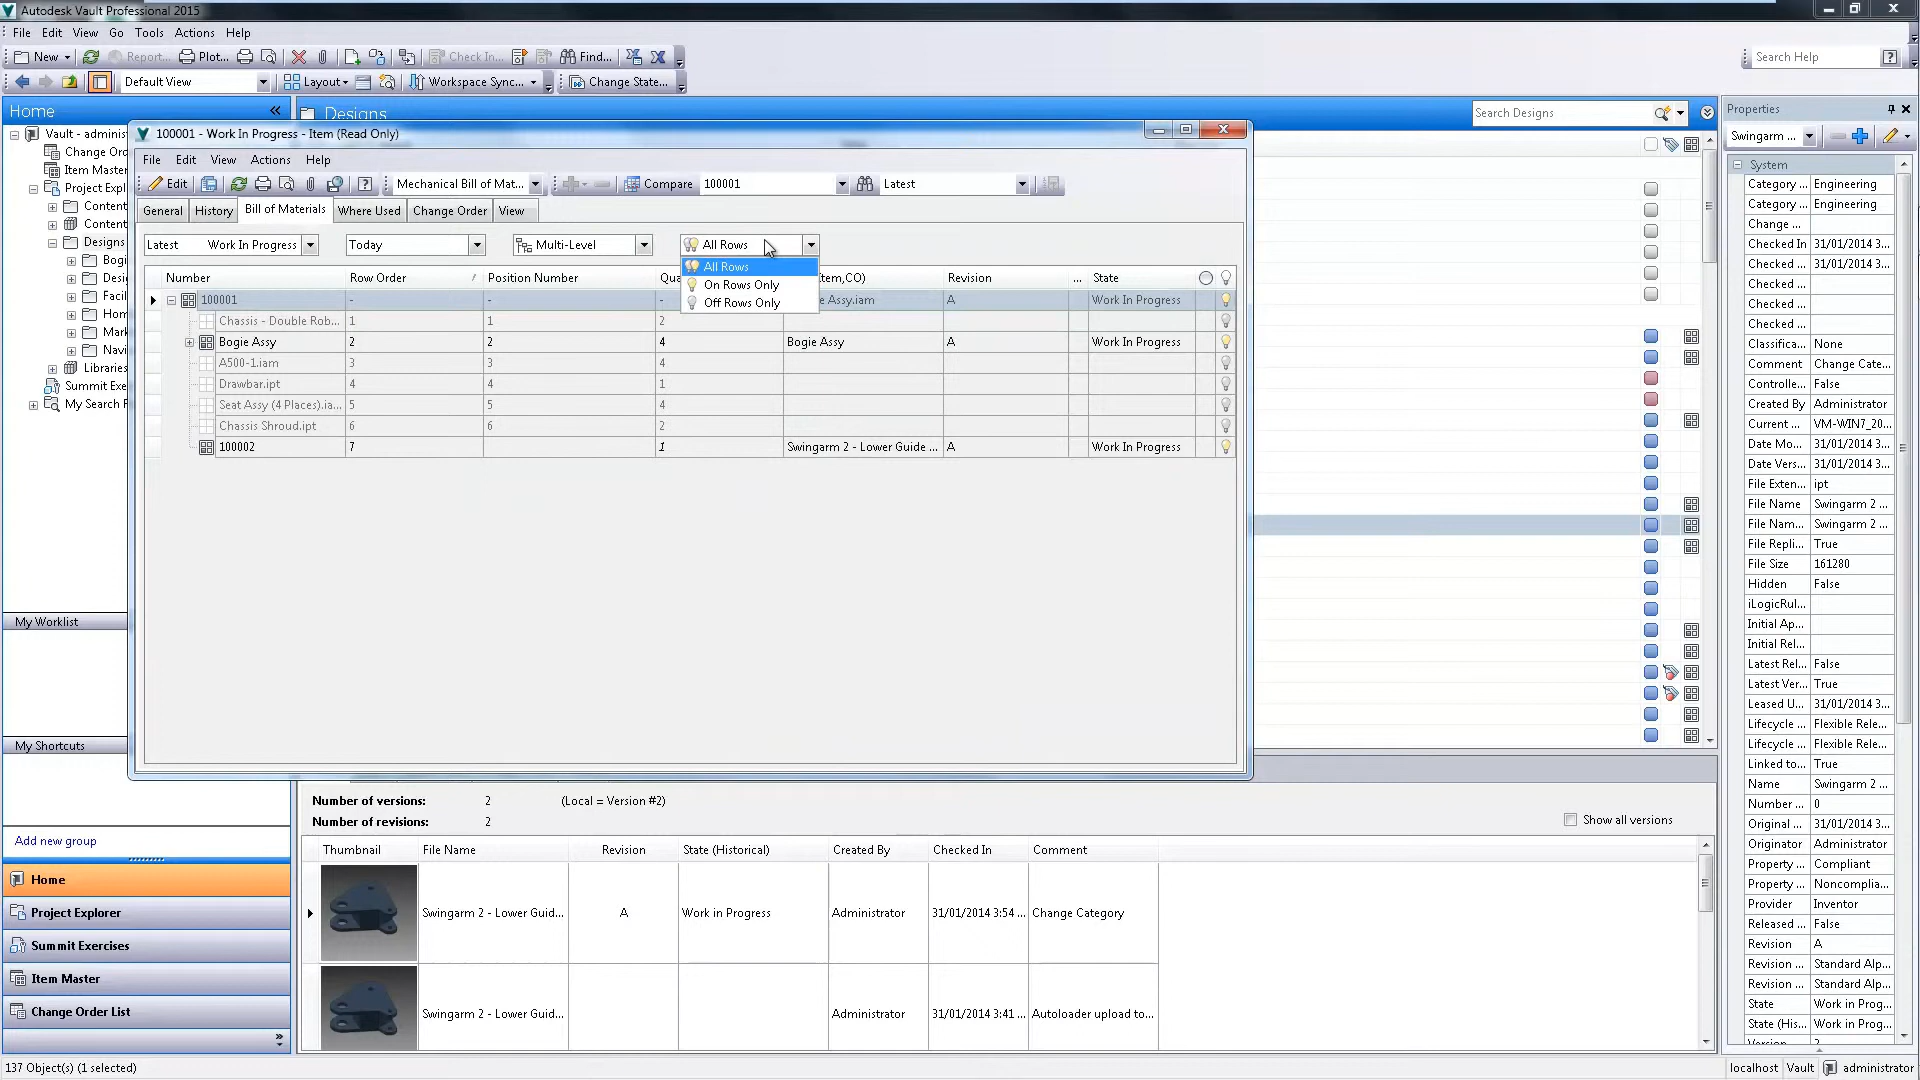 Autodesk Vault Professional 2015
File Edit View Go Tools Actions Help
New Report... Plot... Check In... Find... Search Help
Default View Layout Workspace Sync... Change State...
Home Designs Search Designs Properties
Vault - adminis
Change Ord
Item Master
Project Expl
Content
Content
Designs
Bogi
Desi
Facil
Hom
Mark
Navi
Libraries
Summit Exe
My Search F
My Worklist
My Shortcuts
Add new group
Home
Project Explorer
Summit Exercises
Item Master
Change Order List
137 Object(s) (1 selected)
100001 - Work In Progress - Item (Read Only)
File Edit View Actions Help
Edit Mechanical Bill of Mat... Compare 100001 Latest
General History Bill of Materials Where Used Change Order View
Latest Work In Progress Today Multi-Level All Rows
All Rows
On Rows Only
Off Rows Only
Number Row Order Position Number Qua tem,CO) Revision ... State
100001 - - - e Assy.iam A Work In Progress
Chassis - Double Rob... 1 1 2
Bogie Assy 2 2 4 Bogie Assy A Work In Progress
A500-1.iam 3 3 4
Drawbar.ipt 4 4 1
Seat Assy (4 Places).ia... 5 5 4
Chassis Shroud.ipt 6 6 2
100002 7 1 Swingarm 2 - Lower Guide ... A Work In Progress
Number of versions: 2 (Local = Version #2)
Number of revisions: 2
Show all versions
Thumbnail File Name Revision State (Historical) Created By Checked In Comment
Swingarm 2 - Lower Guid... A Work in Progress Administrator 31/01/2014 3:54 ... Change Category
Swingarm 2 - Lower Guid... Administrator 31/01/2014 3:41 ... Autoloader upload to...
Swingarm ...
System
Category ... Engineering
Category ... Engineering
Change ...
Checked In 31/01/2014 3...
Checked ... 31/01/2014 3...
Checked ...
Checked ...
Checked ...
Classifica... None
Comment Change Cate...
Controlle... False
Created By Administrator
Current ... VM-WIN7_20...
Date Mo... 31/01/2014 3...
Date Vers... 31/01/2014 3...
File Exten... ipt
File Name Swingarm 2 ...
File Nam... Swingarm 2 ...
File Repli... True
File Size 161280
Hidden False
iLogicRul...
Initial Ap...
Initial Rel...
Latest Rel... False
Latest Ver... True
Leased U... 31/01/2014 3...
Lifecycle ... Flexible Rele...
Lifecycle ... Flexible Rele...
Linked to... True
Name Swingarm 2 ...
Number ... 0
Original ... 31/01/2014 3...
Originator Administrator
Property ... Compliant
Property ... Noncomplia...
Provider Inventor
Released ... False
Revision A
Revision ... Standard Alp...
Revision ... Standard Alp...
State Work in Prog...
State (His... Work in Prog...
Version 2
localhost Vault administrator